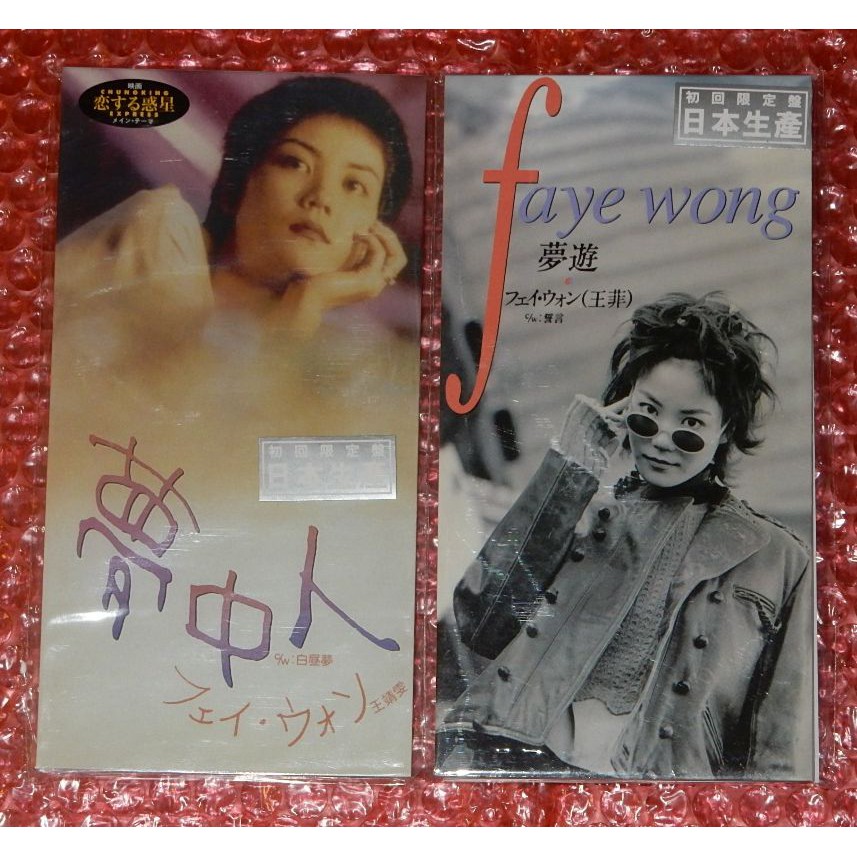 映画
CHUNGKING
恋する惑星
EXPRESS
メイン・テーマ
初回限定盤
日本生産
夢中人
c/w:白昼夢
フェイ・ウォン
王靖雯
初回限定盤
日本生産
faye wong
夢遊
フェイ・ウォン(王菲)
c/w:誓言